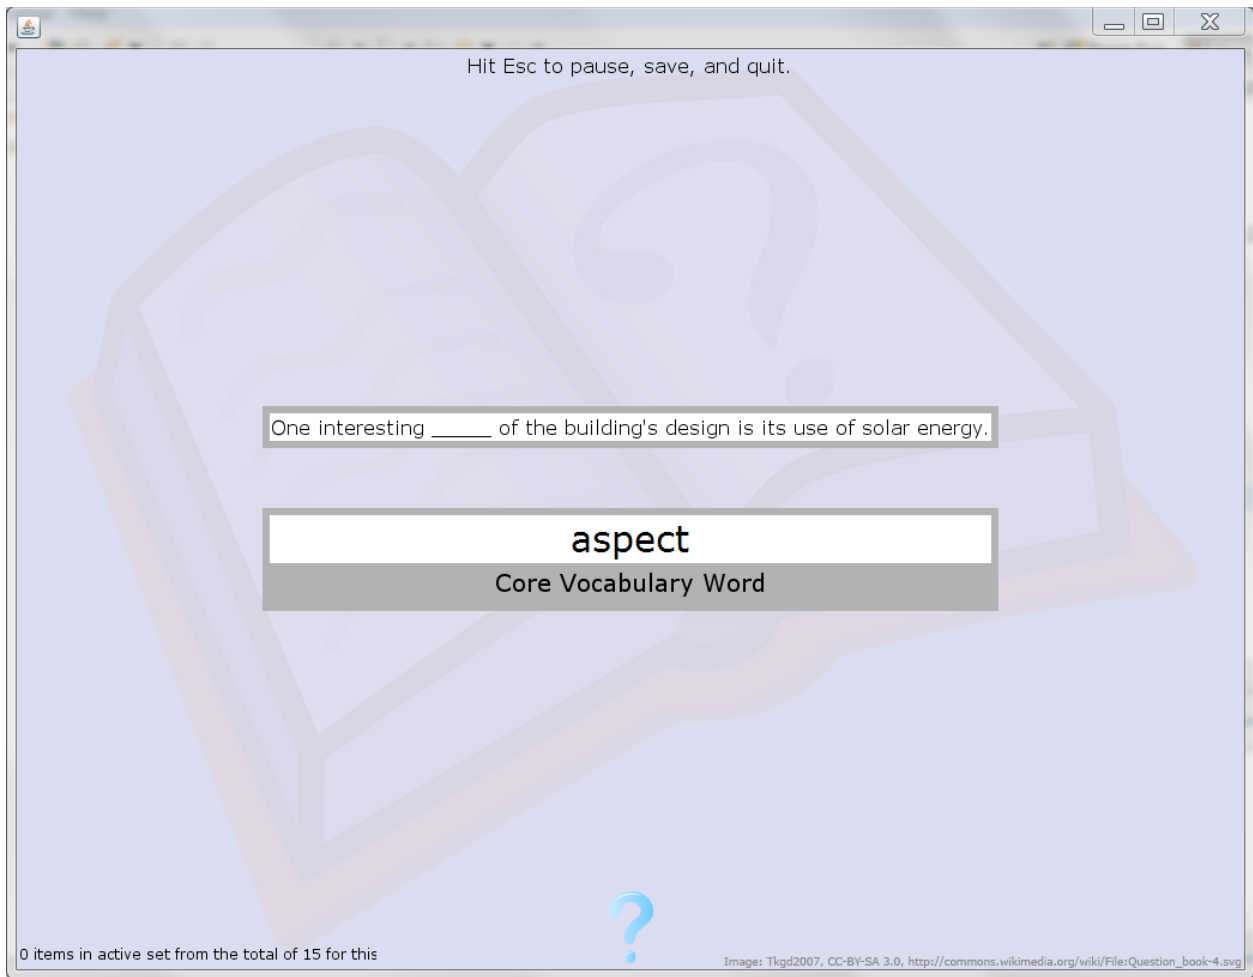 Hit Esc to pause, save, and quit.
One interesting _____ of the building's design is its use of solar energy.
aspect
Core Vocabulary Word
0 items in active set from the total of 15 for this
Image: Tkgd2007, CC-BY-SA 3.0, http://commons.wikimedia.org/wiki/File:Question_book-4.svg